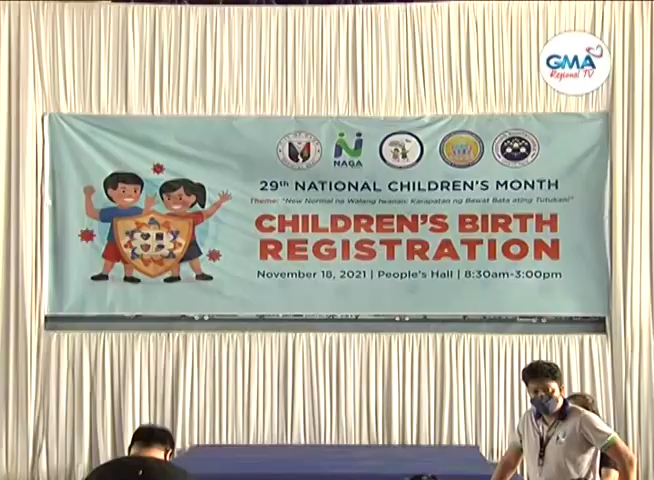 GMA
Regional TV
NAGA
29th NATIONAL CHILDREN'S MONTH
Theme: "New Normal na Walang Iwanan: Karapatan ng Bawat Bata ating Tutukan!"
CHILDREN'S BIRTH
REGISTRATION
November 18, 2021 | People's Hall | 8:30am-3:00pm